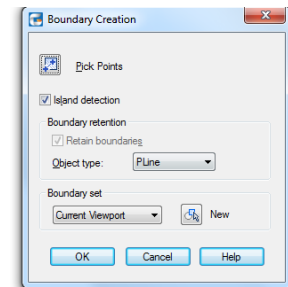 Boundary Creation
Pick Points
Island detection
Boundary retention
Retain boundaries
Object type: PLine
Boundary set
Current Viewport New
OK Cancel Help